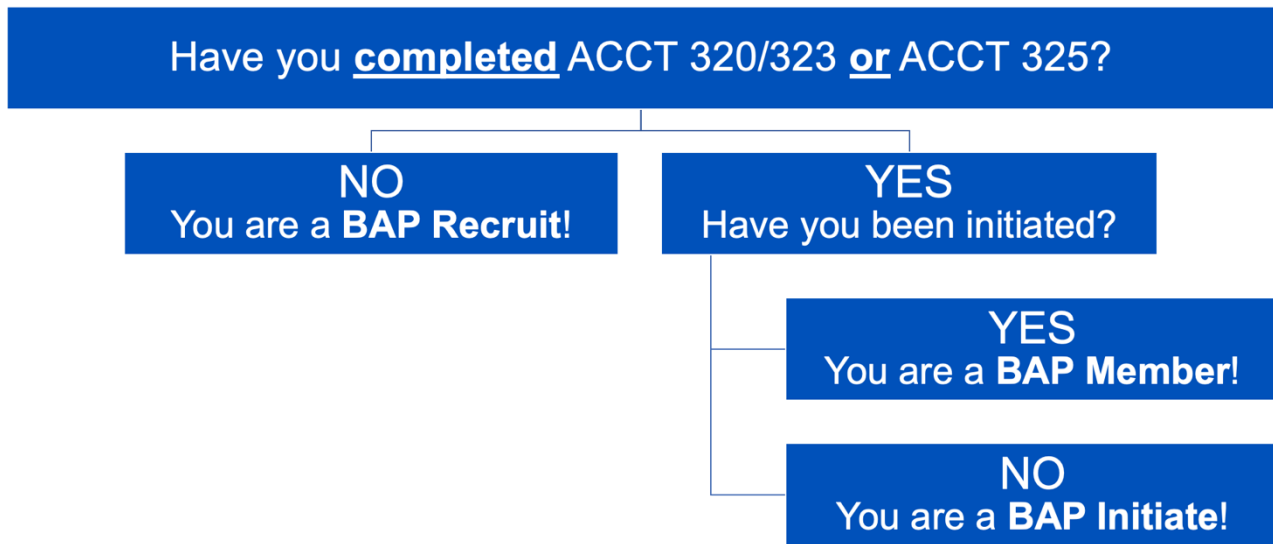 Have you completed ACCT 320/323 or ACCT 325?
NO
You are a BAP Recruit!
YES
Have you been initiated?
YES
You are a BAP Member!
NO
You are a BAP Initiate!